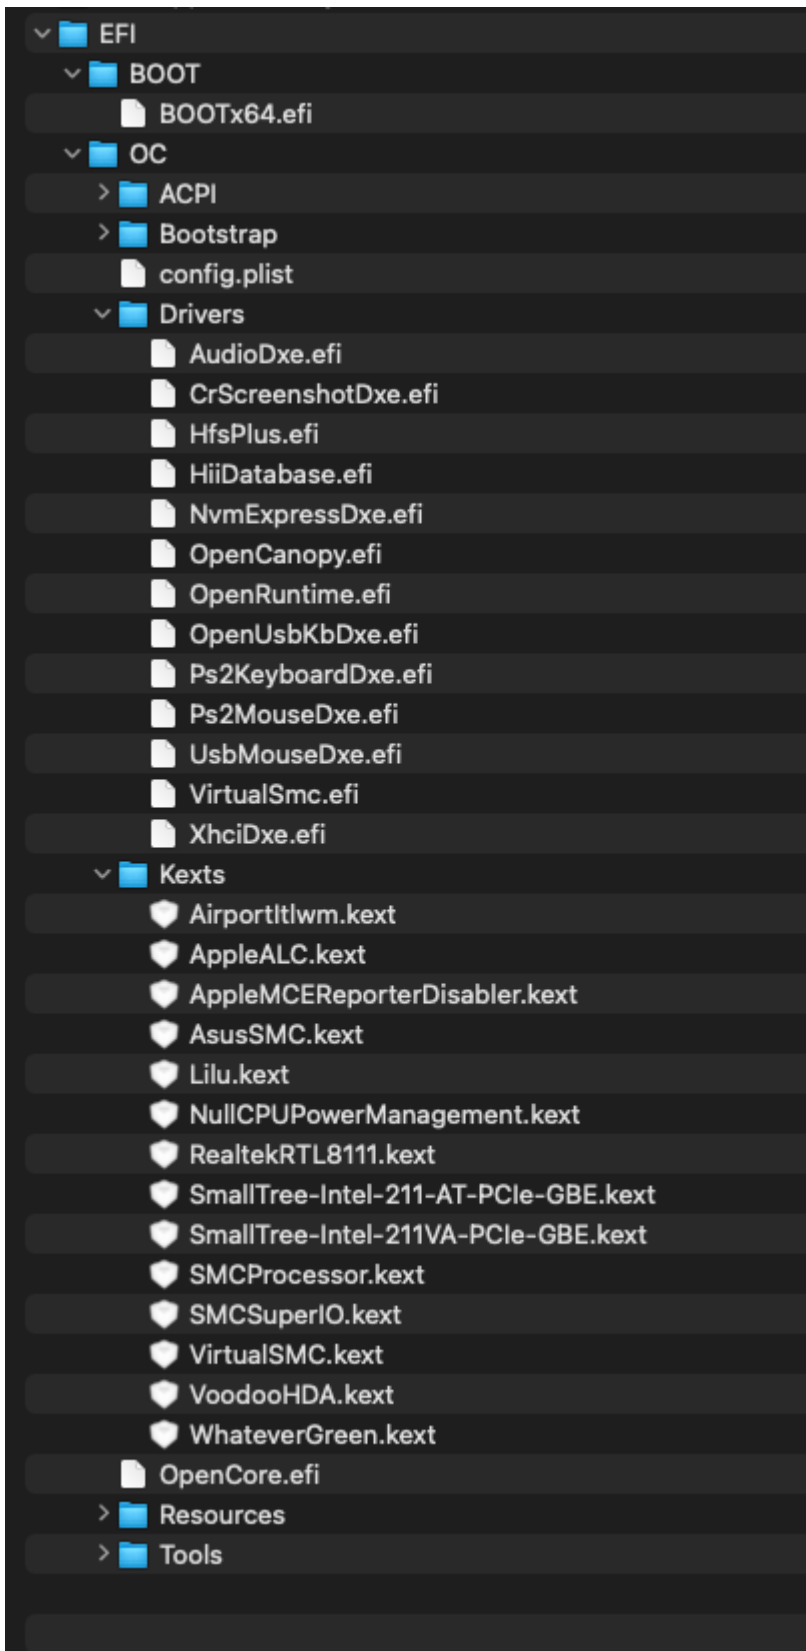 EFI
BOOT
BOOTx64.efi
OC
ACPI
Bootstrap
config.plist
Drivers
AudioDxe.efi
CrScreenshotDxe.efi
HfsPlus.efi
HiiDatabase.efi
NvmExpressDxe.efi
OpenCanopy.efi
OpenRuntime.efi
OpenUsbKbDxe.efi
Ps2KeyboardDxe.efi
Ps2MouseDxe.efi
UsbMouseDxe.efi
VirtualSmc.efi
XhciDxe.efi
Kexts
AirportItlwm.kext
AppleALC.kext
AppleMCEReporterDisabler.kext
AsusSMC.kext
Lilu.kext
NullCPUPowerManagement.kext
RealtekRTL8111.kext
SmallTree-Intel-211-AT-PCIe-GBE.kext
SmallTree-Intel-211VA-PCIe-GBE.kext
SMCProcessor.kext
SMCSuperIO.kext
VirtualSMC.kext
VoodooHDA.kext
WhateverGreen.kext
OpenCore.efi
Resources
Tools